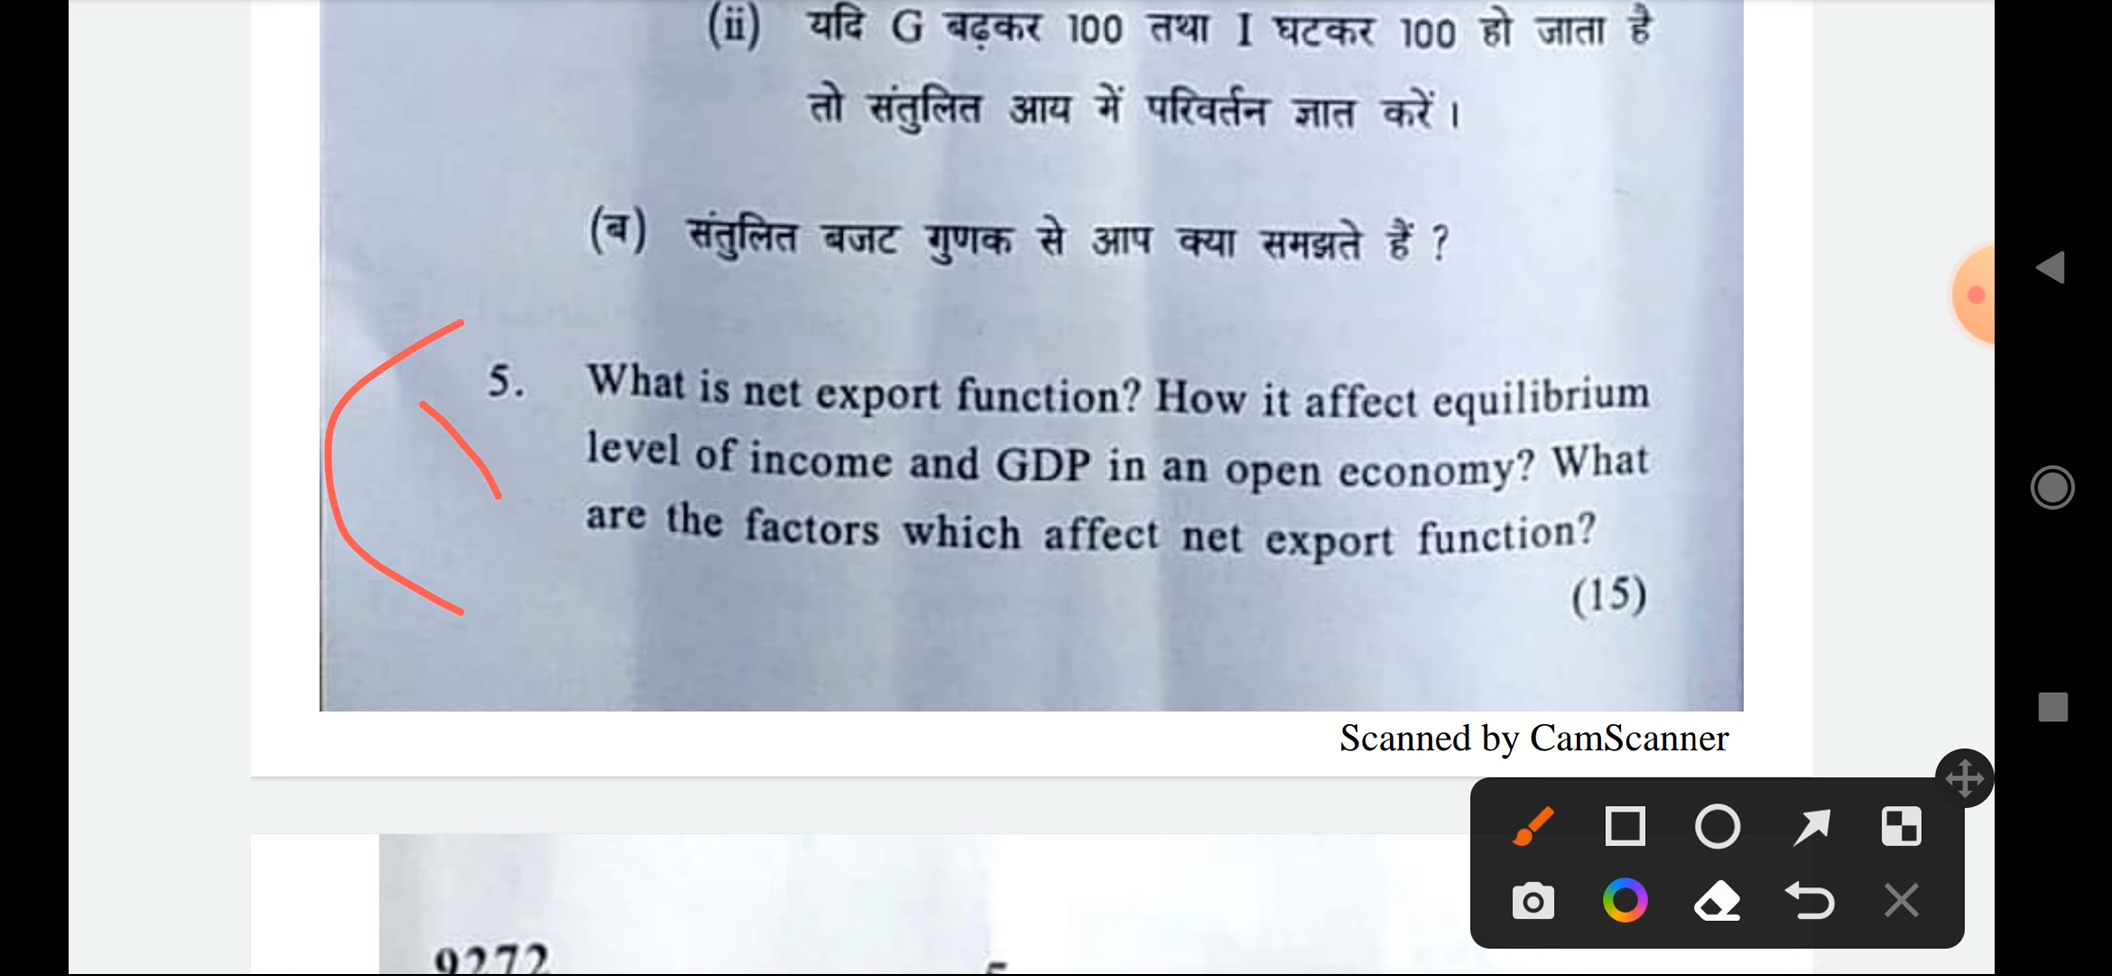 (ii) यदि G बढ़कर 100 तथा I घटकर 100 हो जाता है
तो संतुलित आय में परिवर्तन ज्ञात करें ।
(ब) संतुलित बजट गुणक से आप क्या समझते हैं ?
5. What is net export function? How it affect equilibrium
level of income and GDP in an open economy? What
are the factors which affect net export function?
(15)
Scanned by CamScanner
9272